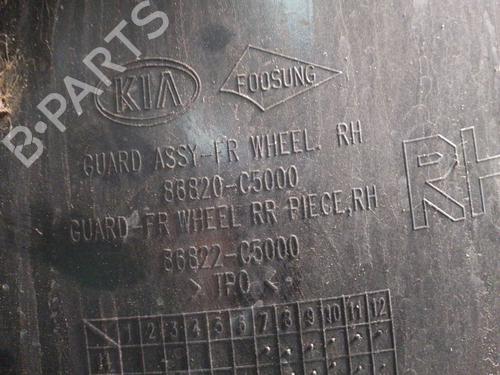 B-PARTS
KIA FOOSUNG
GUARD ASSY-FR WHEEL. RH
86820-C5000
GUARD-FR WHEEL RR PIECE,RH
86822-C5000
> TPO <
RH
1 2 3 4 5 6 7 8 9 10 11 12